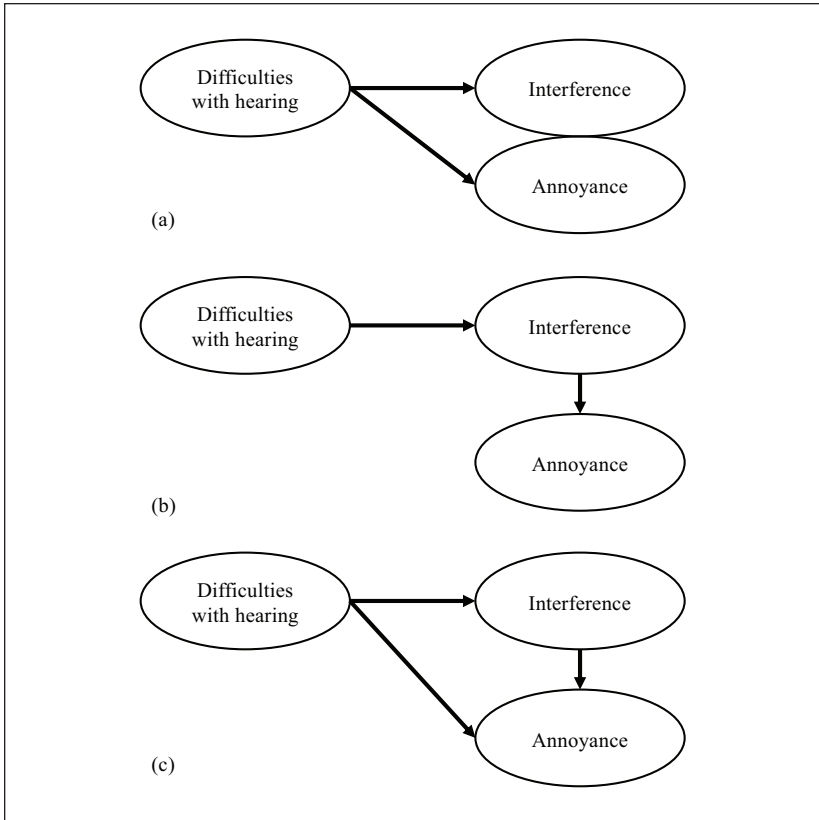 Difficulties
with hearing
Interference
Annoyance
(a)
Difficulties
with hearing
Interference
Annoyance
(b)
Difficulties
with hearing
Interference
Annoyance
(c)